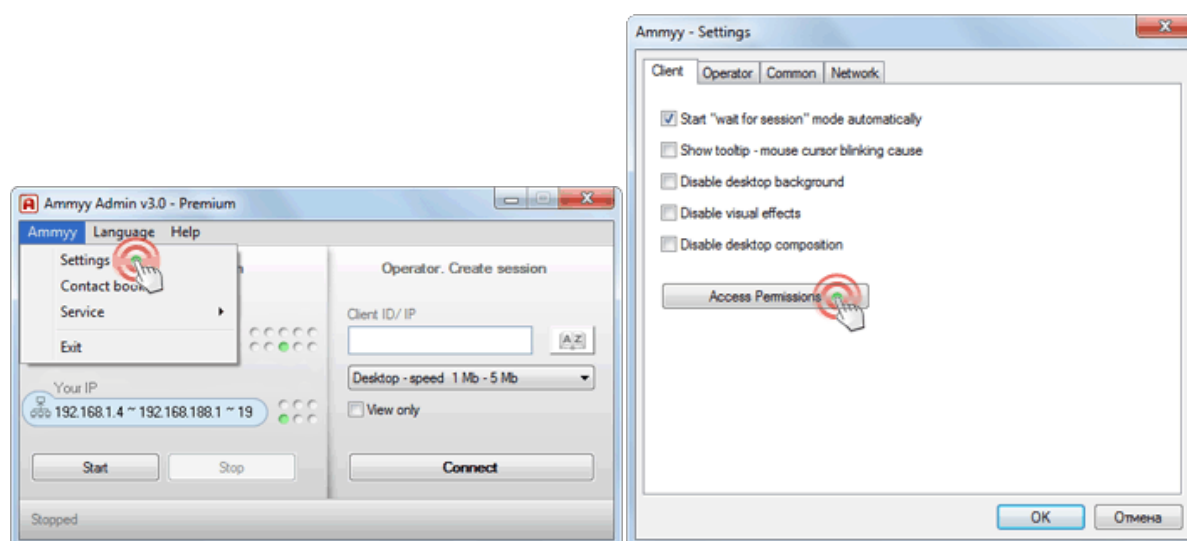 Ammyy Admin v3.0 - Premium
Ammyy Language Help
Settings
Contact book
Service
Exit
Your IP
192.168.1.4 ~ 192.168.188.1 ~ 19
Start Stop
Stopped
Operator. Create session
Client ID/ IP
A Z
Desktop - speed 1 Mb - 5 Mb
View only
Connect
Ammyy - Settings
Client Operator Common Network
Start "wait for session" mode automatically
Show tooltip - mouse cursor blinking cause
Disable desktop background
Disable visual effects
Disable desktop composition
Access Permissions
OK Отмена